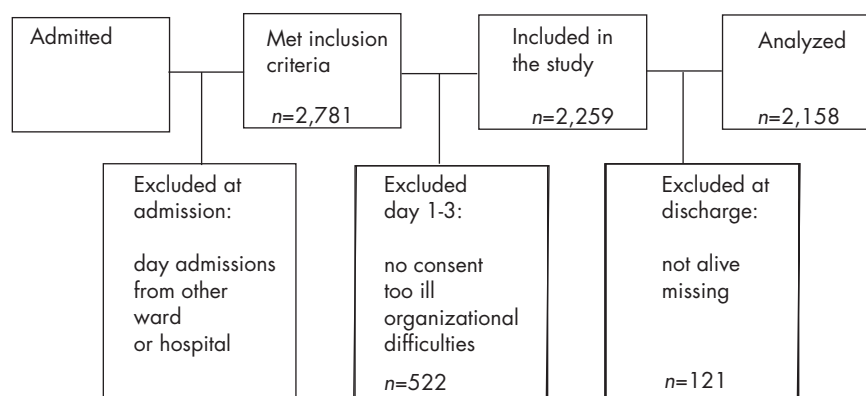 Admitted
Met inclusion
criteria
n=2,781
Included in
the study
n=2,259
Analyzed
n=2,158
Excluded at
admission:
day admissions
from other
ward
or hospital
Excluded
day 1-3:
no consent
too ill
organizational
difficulties
n=522
Excluded at
discharge:
not alive
missing
n=121